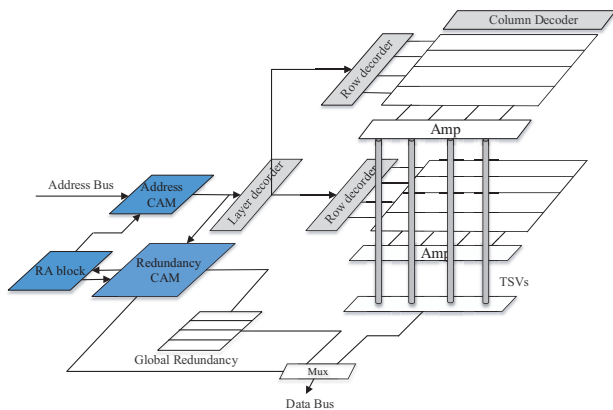 Column Decoder
Row decorder
Amp
Address Bus
Address
CAM
Layer decorder
Row decorder
RA block
Redundancy
CAM
Amp
TSVs
Global Redundancy
Mux
Data Bus